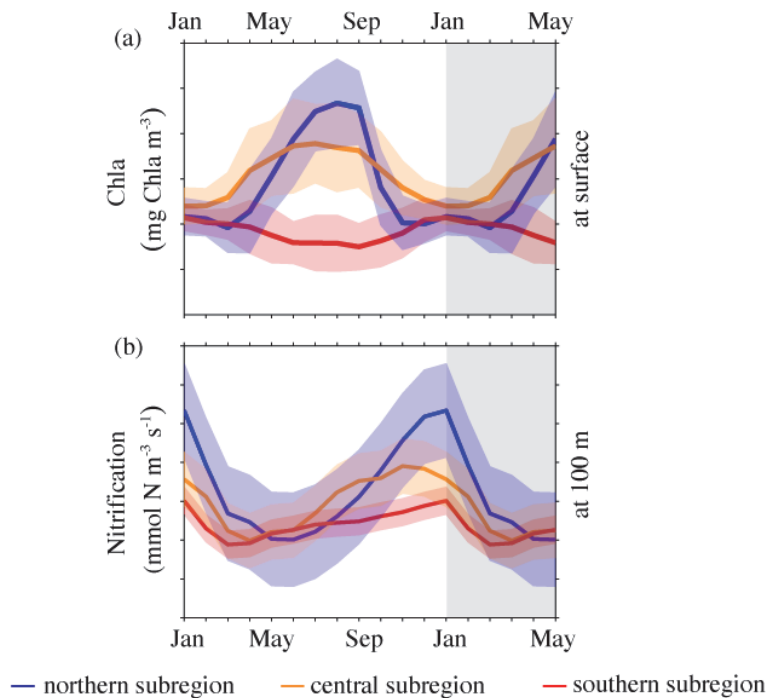 Jan May Sep Jan May
(a)
Chla
(mg Chla m⁻³)
at surface
(b)
Nitrification
(mmol N m⁻³ s⁻¹)
at 100 m
Jan May Sep Jan May
northern subregion central subregion southern subregion